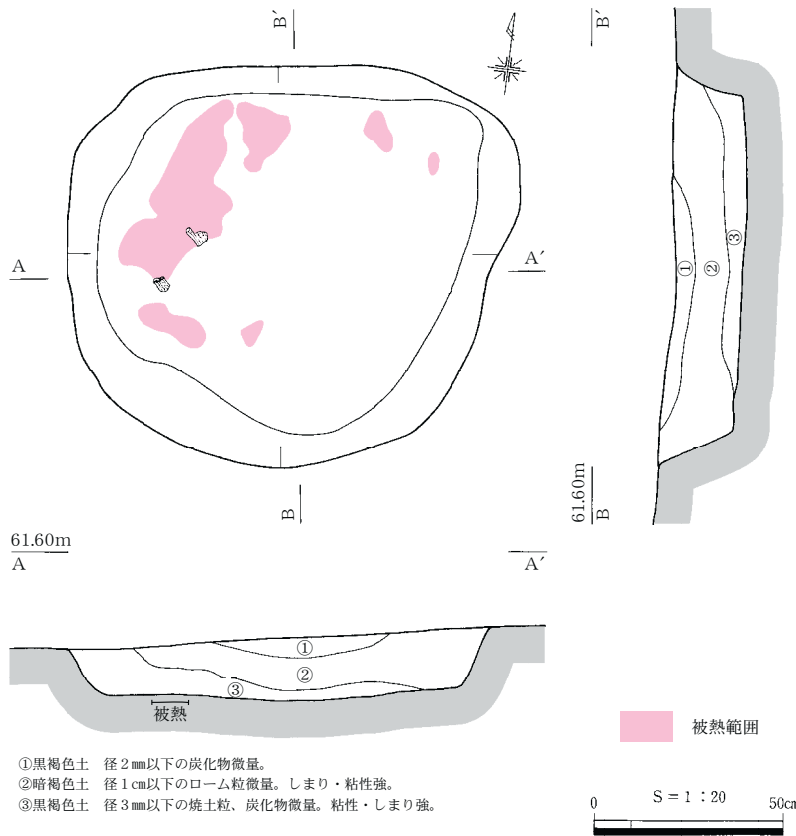 B′
B′
A
A′
③
①
②
B
61.60m
B
61.60m
A
A′
①
②
③
被熱
被熱範囲
①黒褐色土　径2㎜以下の炭化物微量。
②暗褐色土　径1㎝以下のローム粒微量。しまり・粘性強。
③黒褐色土　径3㎜以下の焼土粒、炭化物微量。粘性・しまり強。
S＝1：20
0
50㎝